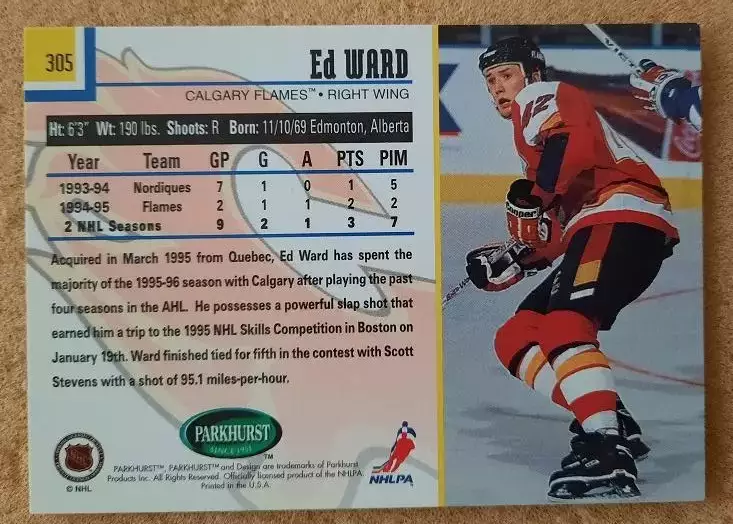 305
Ed WARD
CALGARY FLAMES™ • RIGHT WING
Ht: 6'3" Wt: 190 lbs. Shoots: R Born: 11/10/69 Edmonton, Alberta
Year Team GP G A PTS PIM
1993-94 Nordiques 7 1 0 1 5
1994-95 Flames 2 1 1 2 2
2 NHL Seasons 9 2 1 3 7
Acquired in March 1995 from Quebec, Ed Ward has spent the
majority of the 1995-96 season with Calgary after playing the past
four seasons in the AHL. He possesses a powerful slap shot that
earned him a trip to the 1995 NHL Skills Competition in Boston on
January 19th. Ward finished tied for fifth in the contest with Scott
Stevens with a shot of 95.1 miles-per-hour.
PARKHURST
SINCE 1951
™
NHL
© NHL
PARKHURST™, PARKHURST™ and Design are trademarks of Parkhurst
Products Inc. All Rights Reserved. Officially licensed product of the NHLPA.
Printed in the U.S.A.
NHLPA
42
Cooper